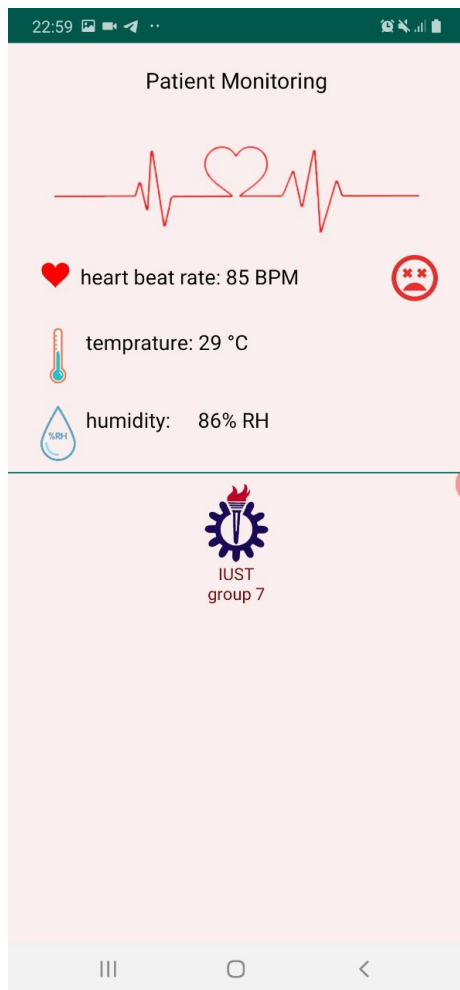 22:59
Patient Monitoring
heart beat rate: 85 BPM
temprature: 29 °C
%RH
humidity: 86% RH
IUST
group 7